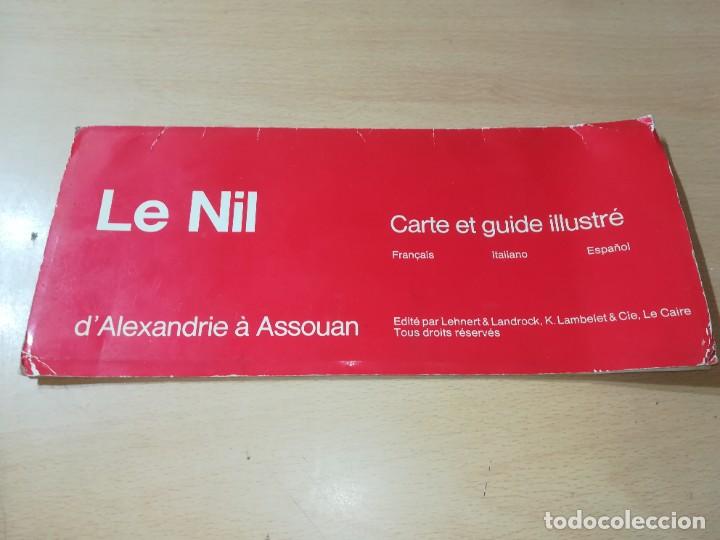 Le Nil
d'Alexandrie à Assouan
Carte et guide illustré
Français Italiano Español
Edité par Lehnert & Landrock, K. Lambelet & Cie, Le Caire
Tous droits réservés
todocoleccion